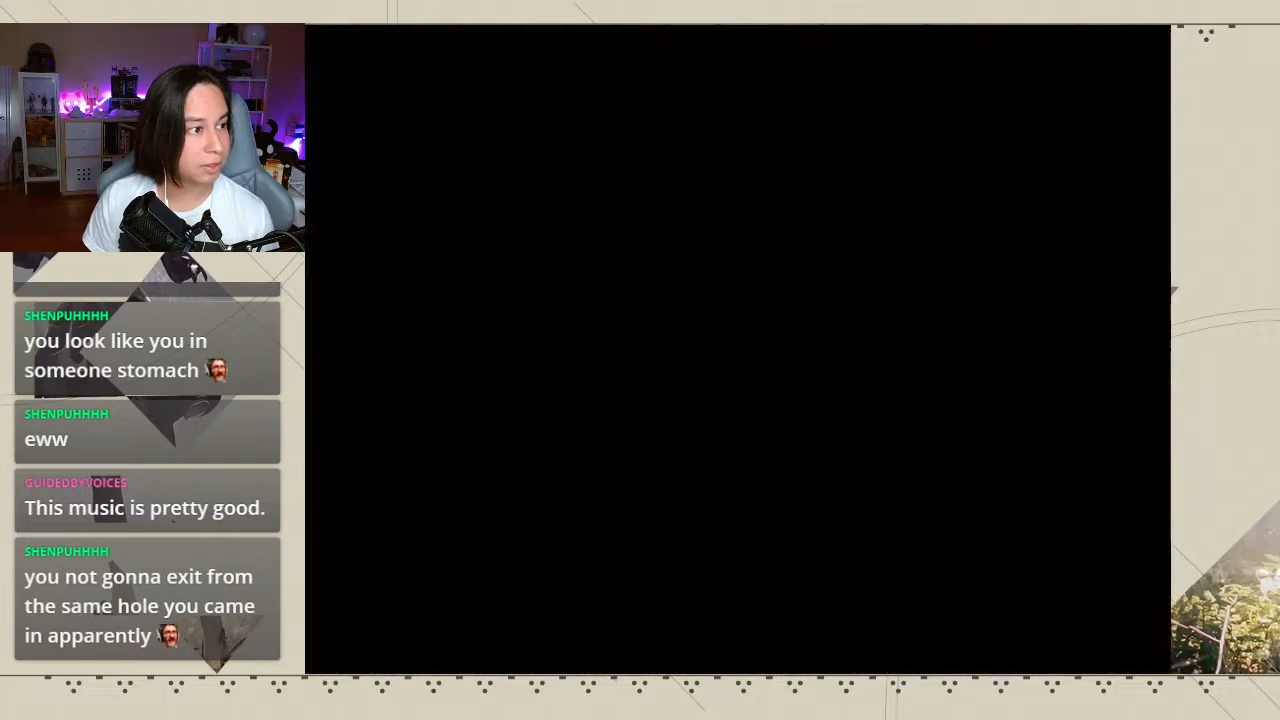 SHENPUHHHH
you look like you in
someone stomach
SHENPUHHHH
eww
GUIDEDBYVOICES
This music is pretty good.
SHENPUHHHH
you not gonna exit from
the same hole you came
in apparently